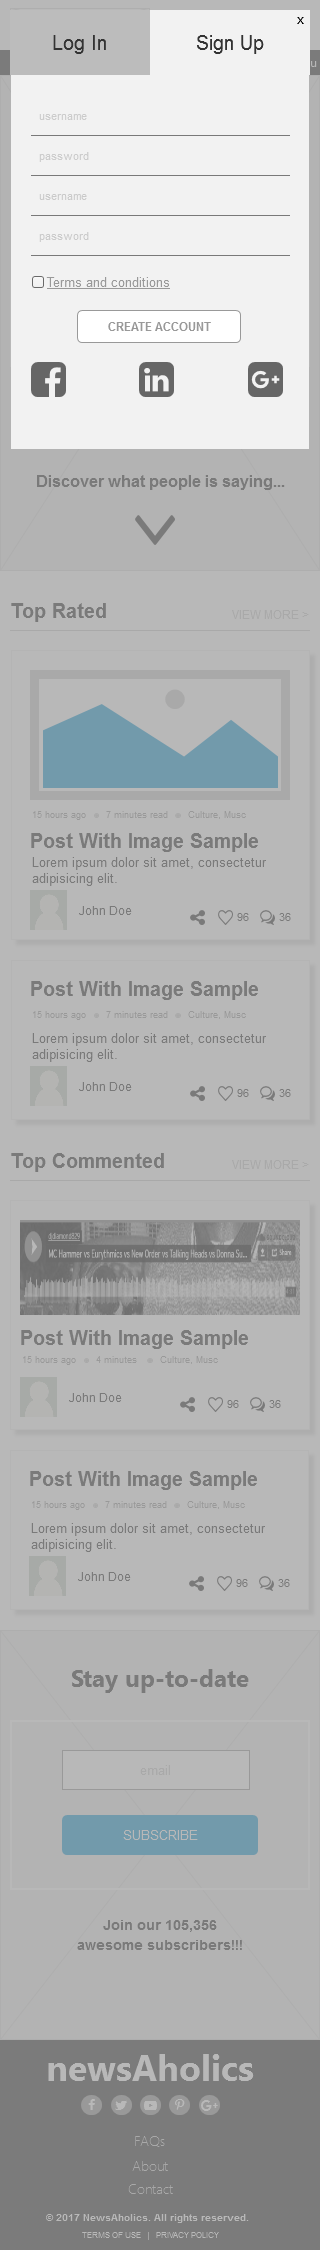 Log In
Sign Up
x
u
username
password
username
password
Terms and conditions
CREATE ACCOUNT
Discover what people is saying...
Top Rated
VIEW MORE >
15 hours ago 7 minutes read Culture, Musc
Post With Image Sample
Lorem ipsum dolor sit amet, consectetur
adipisicing elit.
John Doe
96
36
Post With Image Sample
15 hours ago 7 minutes read Culture, Musc
Lorem ipsum dolor sit amet, consectetur
adipisicing elit.
John Doe
96
36
Top Commented
VIEW MORE >
djdiamond829
MC Hammer vs Eurythmics vs New Order vs Talking Heads vs Donna Su...
Share
Post With Image Sample
15 hours ago 4 minutes Culture, Musc
John Doe
96
36
Post With Image Sample
15 hours ago 7 minutes read Culture, Musc
Lorem ipsum dolor sit amet, consectetur
adipisicing elit.
John Doe
96
36
Stay up-to-date
email
SUBSCRIBE
Join our 105,356
awesome subscribers!!!
newsAholics
FAQs
About
Contact
© 2017 NewsAholics. All rights reserved.
TERMS OF USE | PRIVACY POLICY